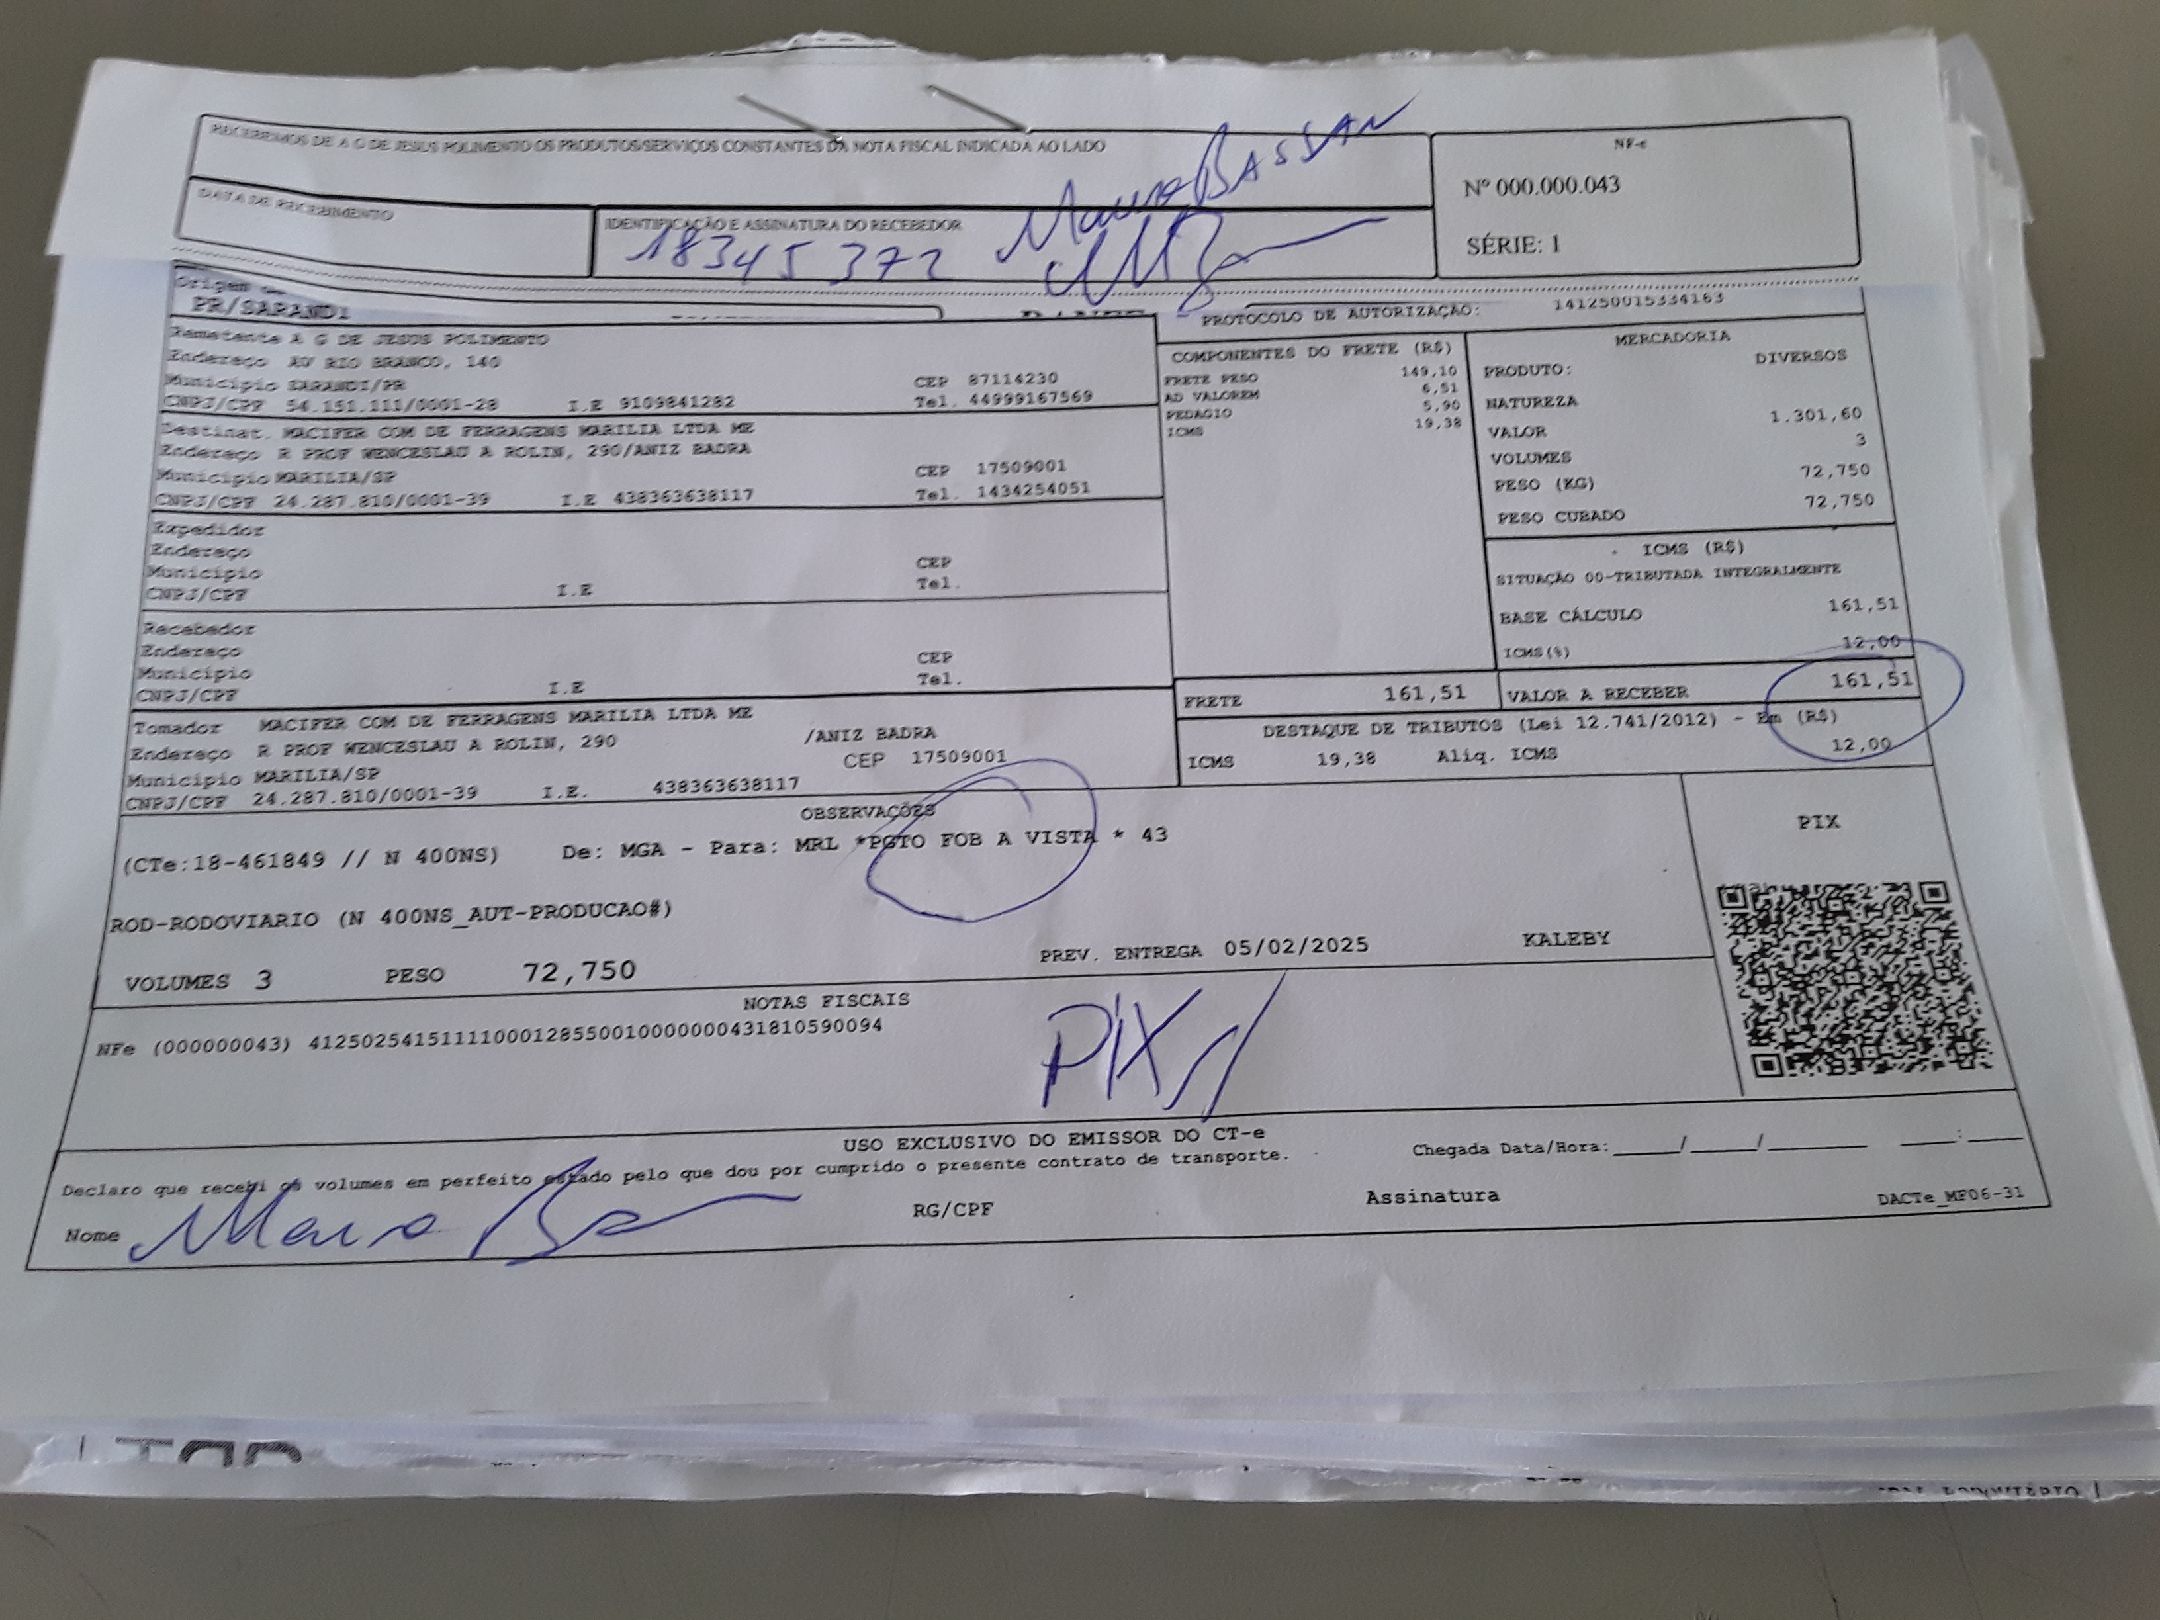 RECEBEMOS DE A G DE JESUS POLIMENTO OS PRODUTOS/SERVIÇOS CONSTANTES DA NOTA FISCAL INDICADA AO LADO
NF-e
Nº 000.000.043
SÉRIE: 1
DATA DE RECEBIMENTO
IDENTIFICAÇÃO E ASSINATURA DO RECEBEDOR
18345372
BASSAN
Origem
PR/SARANDI
PROTOCOLO DE AUTORIZAÇÃO: 141250015334163
Remetente A G DE JESUS POLIMENTO
Endereço AV RIO BRANCO, 140
Município SARANDI/PR CEP 87114230
CNPJ/CPF 54.151.111/0001-28 I.E 9109841282 Tel. 44999167569
Destinat. MACIFER COM DE FERRAGENS MARILIA LTDA ME
Endereço R PROF WENCESLAU A ROLIN, 290/ANIZ BADRA
Município MARILIA/SP CEP 17509001
CNPJ/CPF 24.287.810/0001-39 I.E 438363638117 Tel. 1434254051
Expedidor
Endereço
Município CEP
CNPJ/CPF I.E Tel.
Recebedor
Endereço
Município CEP
CNPJ/CPF I.E Tel.
Tomador MACIFER COM DE FERRAGENS MARILIA LTDA ME
Endereço R PROF WENCESLAU A ROLIN, 290 /ANIZ BADRA
Município MARILIA/SP CEP 17509001
CNPJ/CPF 24.287.810/0001-39 I.E. 438363638117
COMPONENTES DO FRETE (R$)
FRETE PESO 149,10
AD VALOREM 6,51
PEDAGIO 5,90
ICMS 19,38
MERCADORIA
PRODUTO: DIVERSOS
NATUREZA
VALOR 1.301,60
VOLUMES 3
PESO (KG) 72,750
PESO CUBADO 72,750
ICMS (R$)
SITUAÇÃO 00-TRIBUTADA INTEGRALMENTE
BASE CÁLCULO 161,51
ICMS(%) 12,00
FRETE 161,51
VALOR A RECEBER 161,51
DESTAQUE DE TRIBUTOS (Lei 12.741/2012) - Em (R$)
ICMS 19,38 Aliq. ICMS 12,00
OBSERVAÇÕES
(CTe:18-461849 // N 400NS) De: MGA - Para: MRL *PGTO FOB A VISTA * 43
ROD-RODOVIARIO (N 400NS_AUT-PRODUCAO#)
VOLUMES 3 PESO 72,750 PREV. ENTREGA 05/02/2025 KALEBY
PIX
NOTAS FISCAIS
NFe (000000043) 41250254151111000128550010000000431810590094
PIX
USO EXCLUSIVO DO EMISSOR DO CT-e
Declaro que recebi os volumes em perfeito estado pelo que dou por cumprido o presente contrato de transporte.
Chegada Data/Hora:_____/_____/_______ ____:____
Nome RG/CPF Assinatura
DACTe_MF06-31